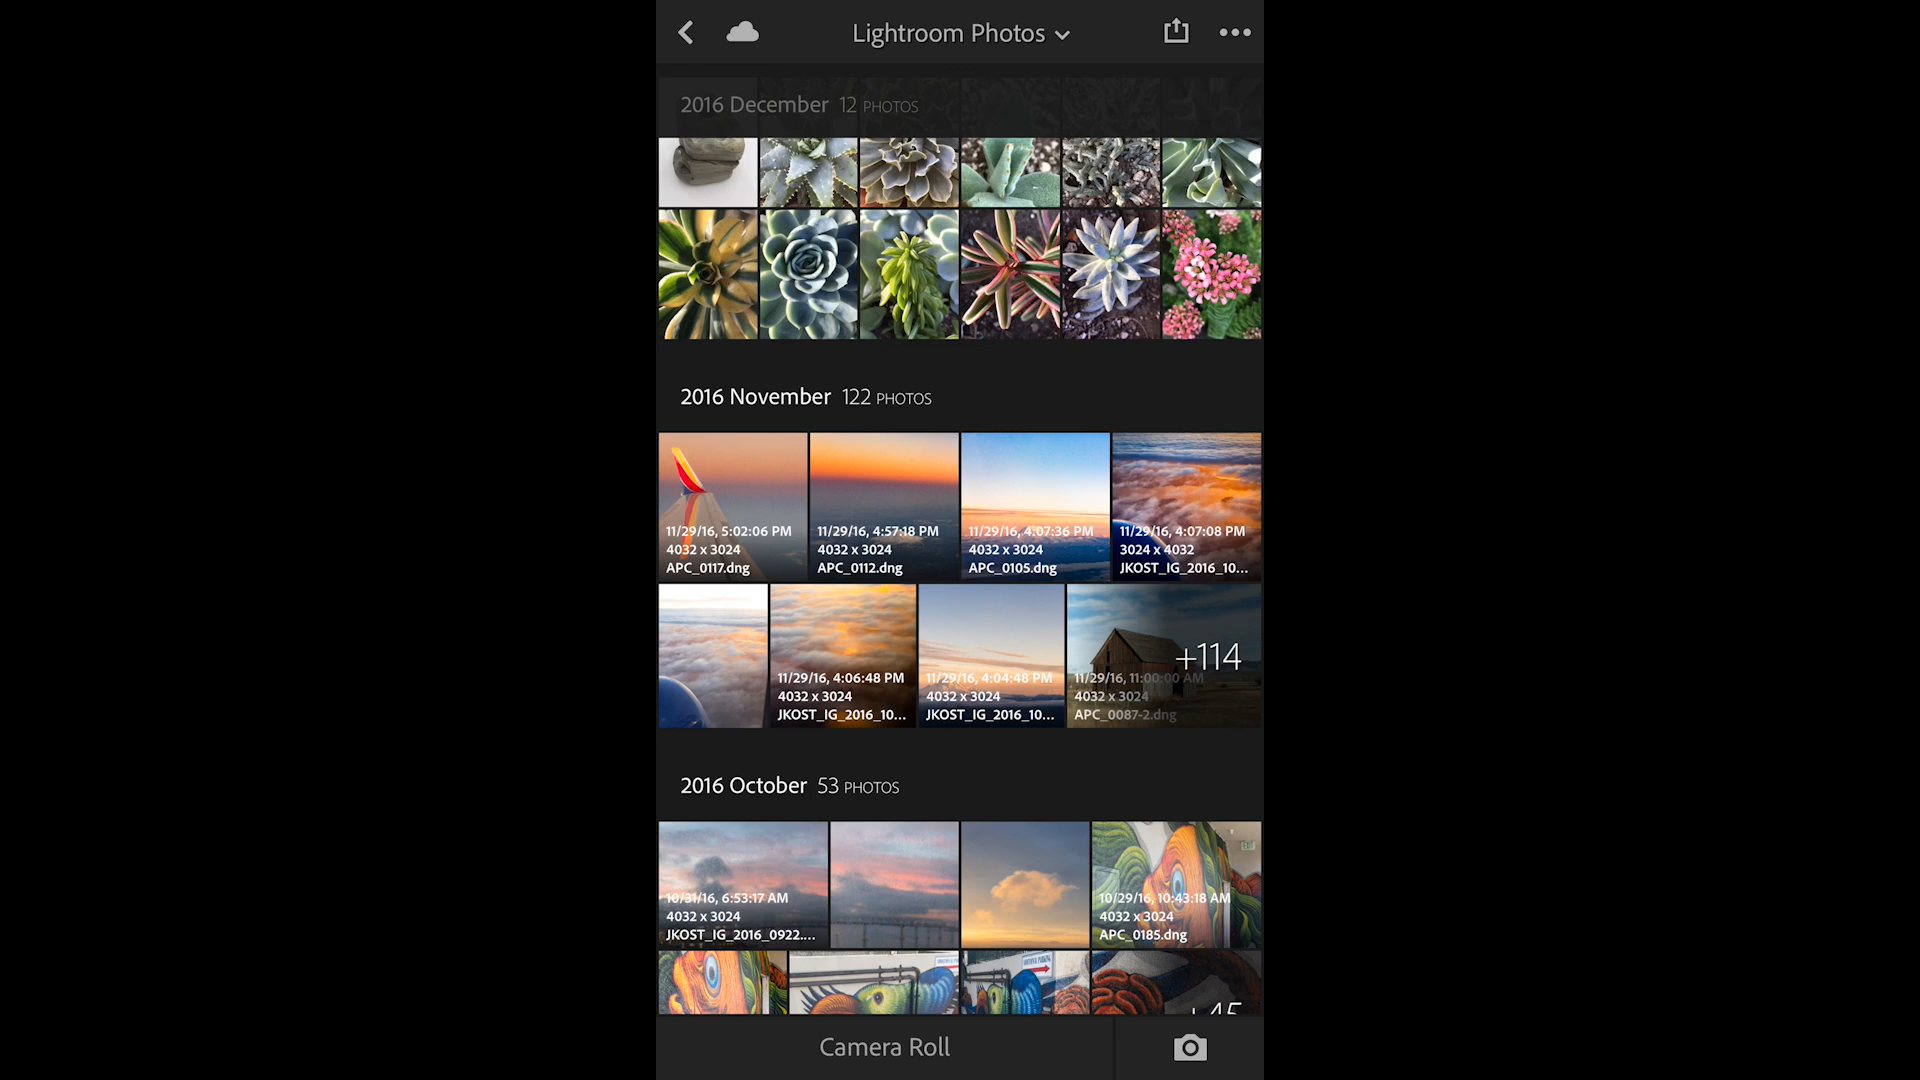 Lightroom Photos
2016 December 12 PHOTOS
2016 November 122 PHOTOS
11/29/16, 5:02:06 PM
4032 x 3024
APC_0117.dng
11/29/16, 4:57:18 PM
4032 x 3024
APC_0112.dng
11/29/16, 4:07:36 PM
4032 x 3024
APC_0105.dng
11/29/16, 4:07:08 PM
3024 x 4032
JKOST_IG_2016_10...
11/29/16, 4:06:48 PM
4032 x 3024
JKOST_IG_2016_10...
11/29/16, 4:04:48 PM
4032 x 3024
JKOST_IG_2016_10...
+114
11/29/16, 11:00:00 AM
4032 x 3024
APC_0087-2.dng
2016 October 53 PHOTOS
10/31/16, 6:53:17 AM
4032 x 3024
JKOST_IG_2016_0922....
10/29/16, 10:43:18 AM
4032 x 3024
APC_0185.dng
+45
Camera Roll